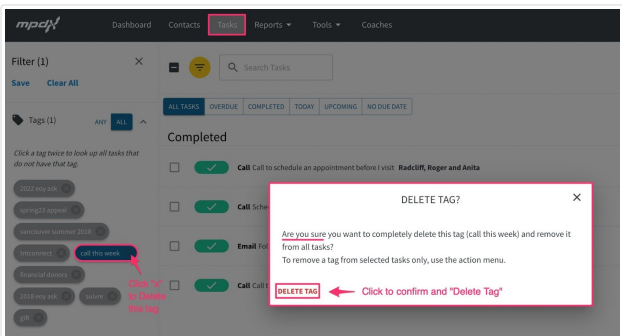 mpdx
Dashboard
Contacts
Tasks
Reports
Tools
Coaches
Filter (1)
Save
Clear All
Search Tasks
Tags (1)
ANY
ALL
ALL TASKS
OVERDUE
COMPLETED
TODAY
UPCOMING
NO DUE DATE
Click a tag twice to look up all tasks that
do not have that tag.
2022 eoy ask
spring23 appeal
vancouver summer 2018
call this week
financial donors
2018 eoy ask
gift
Click "x"
to Delete
this tag
Completed
Call Call to schedule an appointment before I visit Radcliff, Roger and Anita
Call Sche
Email Fol
Call Call t
DELETE TAG?
Are you sure you want to completely delete this tag (call this week) and remove it
from all tasks?
To remove a tag from selected tasks only, use the action menu.
DELETE TAG
Click to confirm and "Delete Tag"